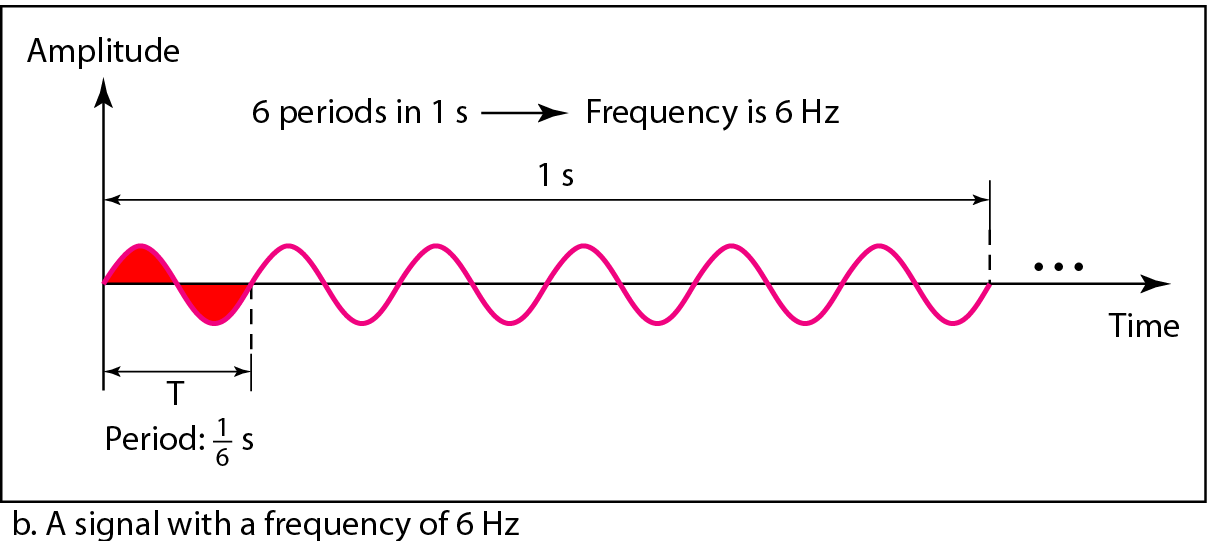 Amplitude
6 periods in 1 s ⟶ Frequency is 6 Hz
1 s
•••
Time
T
Period: 1/6 s
b. A signal with a frequency of 6 Hz